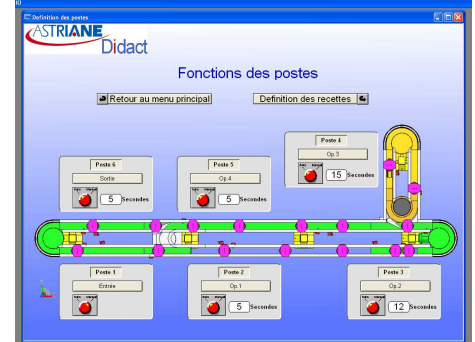 Definition des postes
ASTRIANE
Didact
Fonctions des postes
Retour au menu principal
Definition des recettes
Poste 4
Op.3
15 Secondes
Poste 6
Sortie
5 Secondes
Poste 5
Op.4
5 Secondes
Poste 1
Entrée
Poste 2
Op.1
5 Secondes
Poste 3
Op.2
12 Secondes